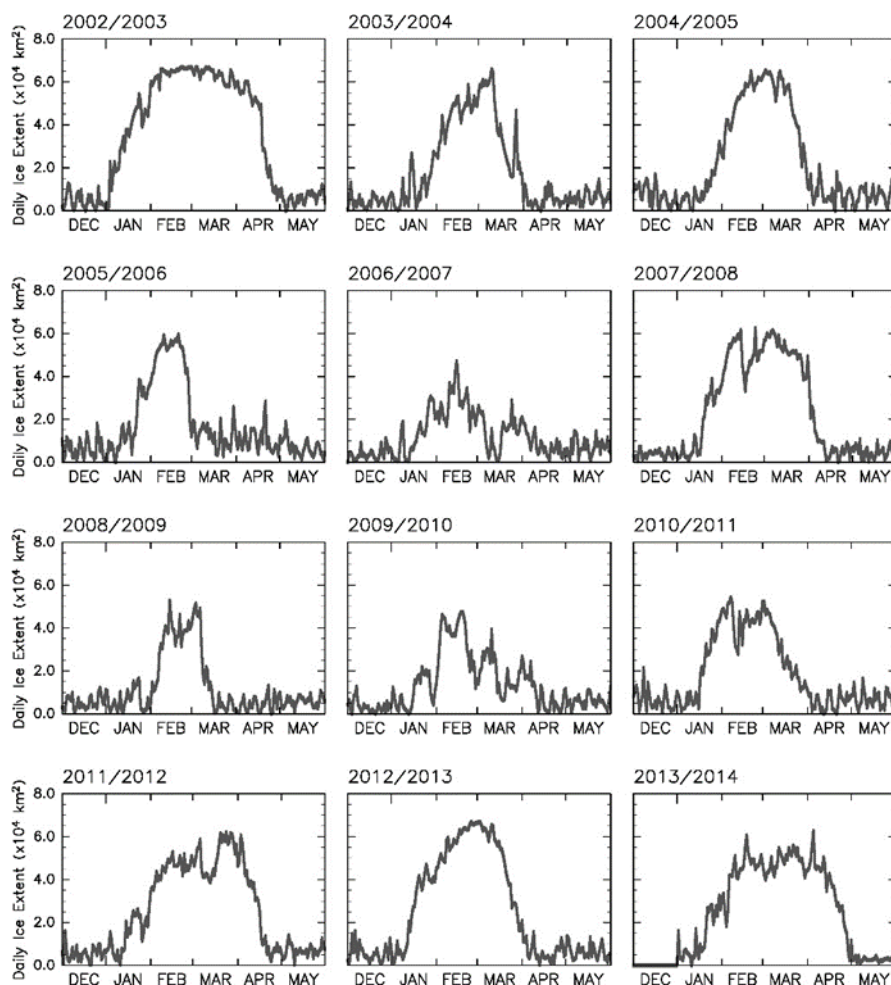 2002/2003 2003/2004 2004/2005
Daily Ice Extent (x10⁴ km²)
8.0
6.0
4.0
2.0
0.0
DEC JAN FEB MAR APR MAY DEC JAN FEB MAR APR MAY DEC JAN FEB MAR APR MAY
2005/2006 2006/2007 2007/2008
Daily Ice Extent (x10⁴ km²)
8.0
6.0
4.0
2.0
0.0
DEC JAN FEB MAR APR MAY DEC JAN FEB MAR APR MAY DEC JAN FEB MAR APR MAY
2008/2009 2009/2010 2010/2011
Daily Ice Extent (x10⁴ km²)
8.0
6.0
4.0
2.0
0.0
DEC JAN FEB MAR APR MAY DEC JAN FEB MAR APR MAY DEC JAN FEB MAR APR MAY
2011/2012 2012/2013 2013/2014
Daily Ice Extent (x10⁴ km²)
8.0
6.0
4.0
2.0
0.0
DEC JAN FEB MAR APR MAY DEC JAN FEB MAR APR MAY DEC JAN FEB MAR APR MAY